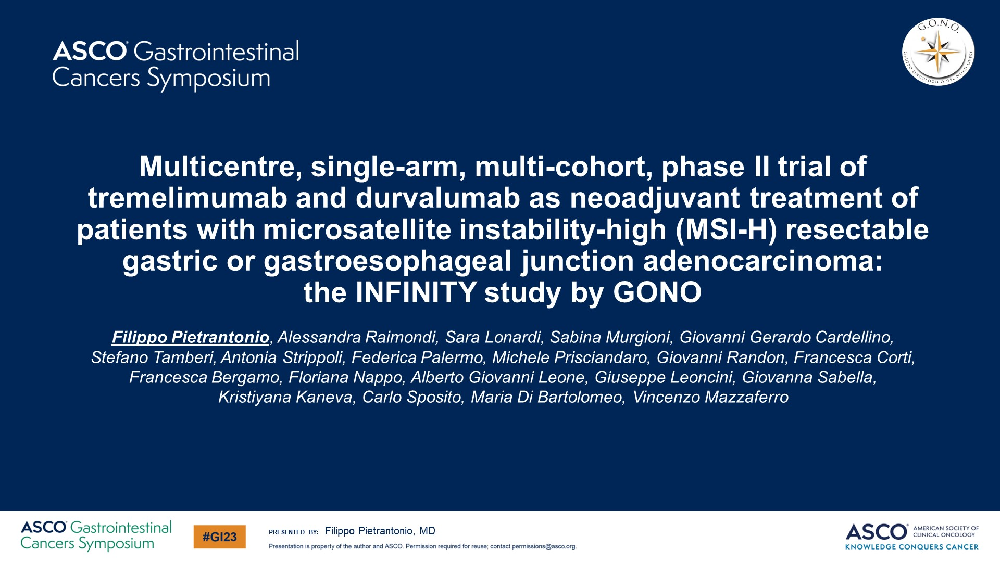 ASCO® Gastrointestinal
Cancers Symposium
G.O.N.O.
GRUPPO ONCOLOGICO DEL NORD OVEST
Multicentre, single-arm, multi-cohort, phase II trial of
tremelimumab and durvalumab as neoadjuvant treatment of
patients with microsatellite instability-high (MSI-H) resectable
gastric or gastroesophageal junction adenocarcinoma:
the INFINITY study by GONO
Filippo Pietrantonio, Alessandra Raimondi, Sara Lonardi, Sabina Murgioni, Giovanni Gerardo Cardellino,
Stefano Tamberi, Antonia Strippoli, Federica Palermo, Michele Prisciandaro, Giovanni Randon, Francesca Corti,
Francesca Bergamo, Floriana Nappo, Alberto Giovanni Leone, Giuseppe Leoncini, Giovanna Sabella,
Kristiyana Kaneva, Carlo Sposito, Maria Di Bartolomeo, Vincenzo Mazzaferro
ASCO® Gastrointestinal
Cancers Symposium
#GI23
PRESENTED BY: Filippo Pietrantonio, MD
Presentation is property of the author and ASCO. Permission required for reuse; contact permissions@asco.org.
ASCO® AMERICAN SOCIETY OF
CLINICAL ONCOLOGY
KNOWLEDGE CONQUERS CANCER